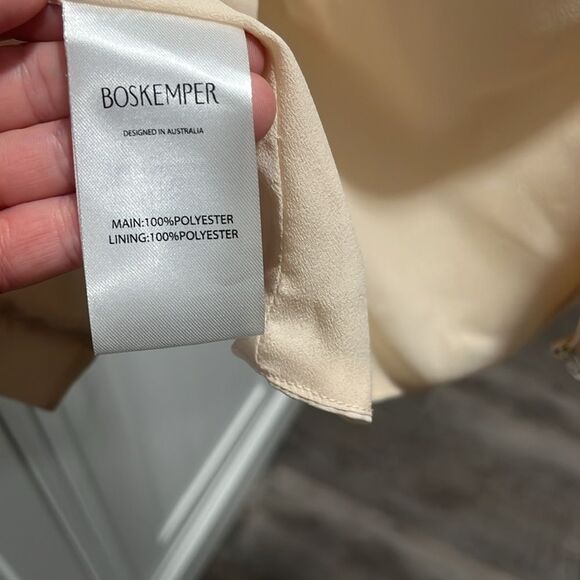 BOSKEMPER
DESIGNED IN AUSTRALIA
MAIN:100%POLYESTER
LINING:100%POLYESTER